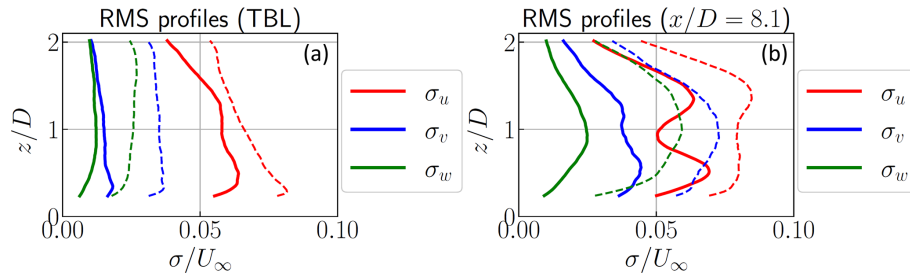 RMS profiles (TBL)
(a)
2
1
0
z/D
0.00 0.05 0.10
σ/U∞
σu
σv
σw
RMS profiles (x/D = 8.1)
(b)
2
1
0
z/D
0.00 0.05 0.10
σ/U∞
σu
σv
σw